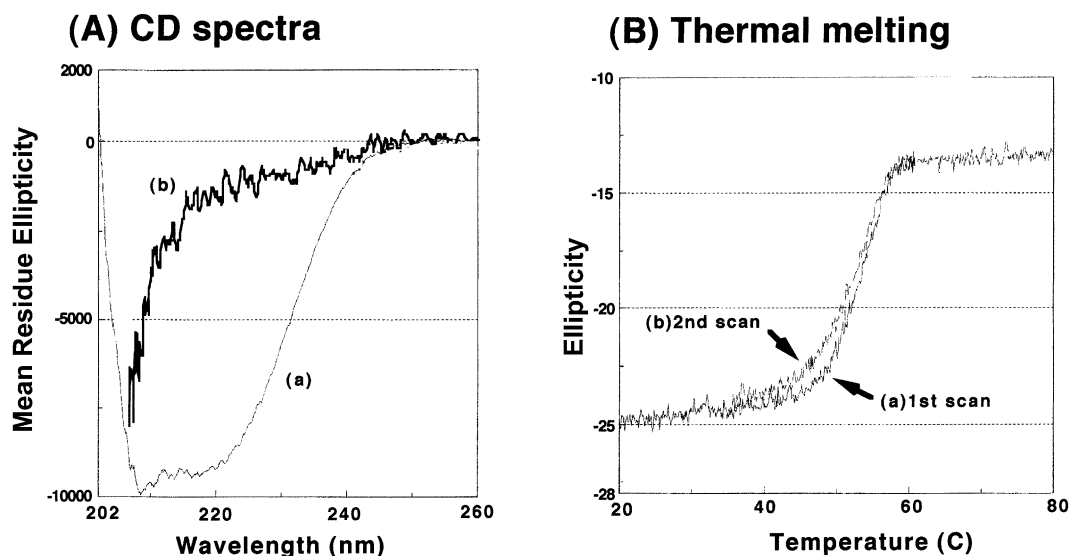 (A) CD spectra
2000
0
-5000
-10000
Mean Residue Ellipticity
(b)
(a)
202 220 240 260
Wavelength (nm)
(B) Thermal melting
-10
-15
-20
-25
-28
Ellipticity
(b)2nd scan
(a)1st scan
20 40 60 80
Temperature (C)